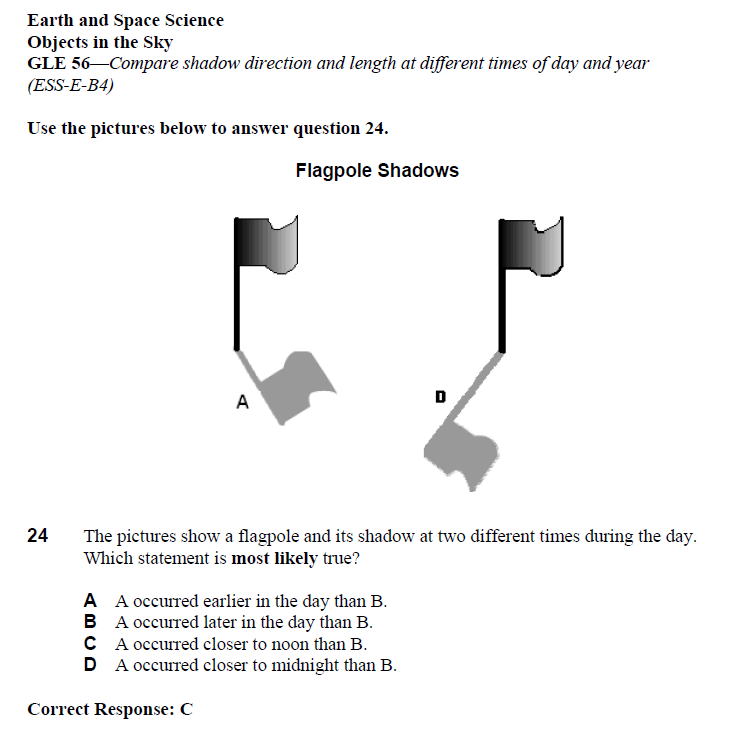 Earth and Space Science
Objects in the Sky
GLE 56—Compare shadow direction and length at different times of day and year
(ESS-E-B4)
Use the pictures below to answer question 24.
Flagpole Shadows
A
D
24 The pictures show a flagpole and its shadow at two different times during the day.
Which statement is most likely true?
A A occurred earlier in the day than B.
B A occurred later in the day than B.
C A occurred closer to noon than B.
D A occurred closer to midnight than B.
Correct Response: C